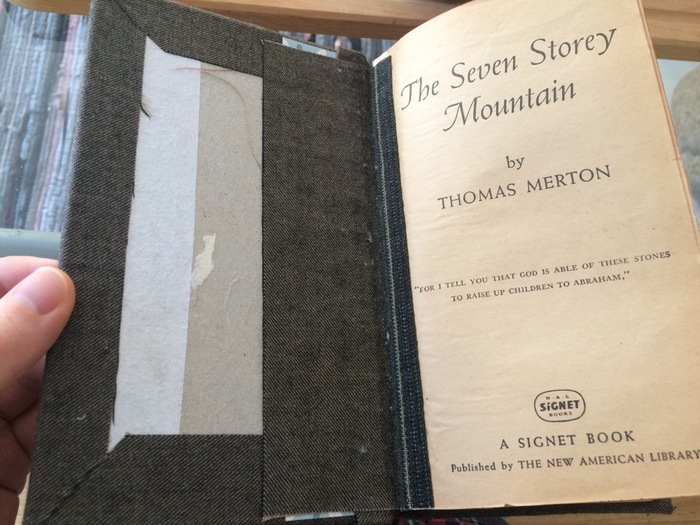 The Seven Storey
Mountain
by
THOMAS MERTON
"FOR I TELL YOU THAT GOD IS ABLE OF THESE STONES
TO RAISE UP CHILDREN TO ABRAHAM."
N·A·L
SIGNET
BOOKS
A SIGNET BOOK
Published by THE NEW AMERICAN LIBRARY